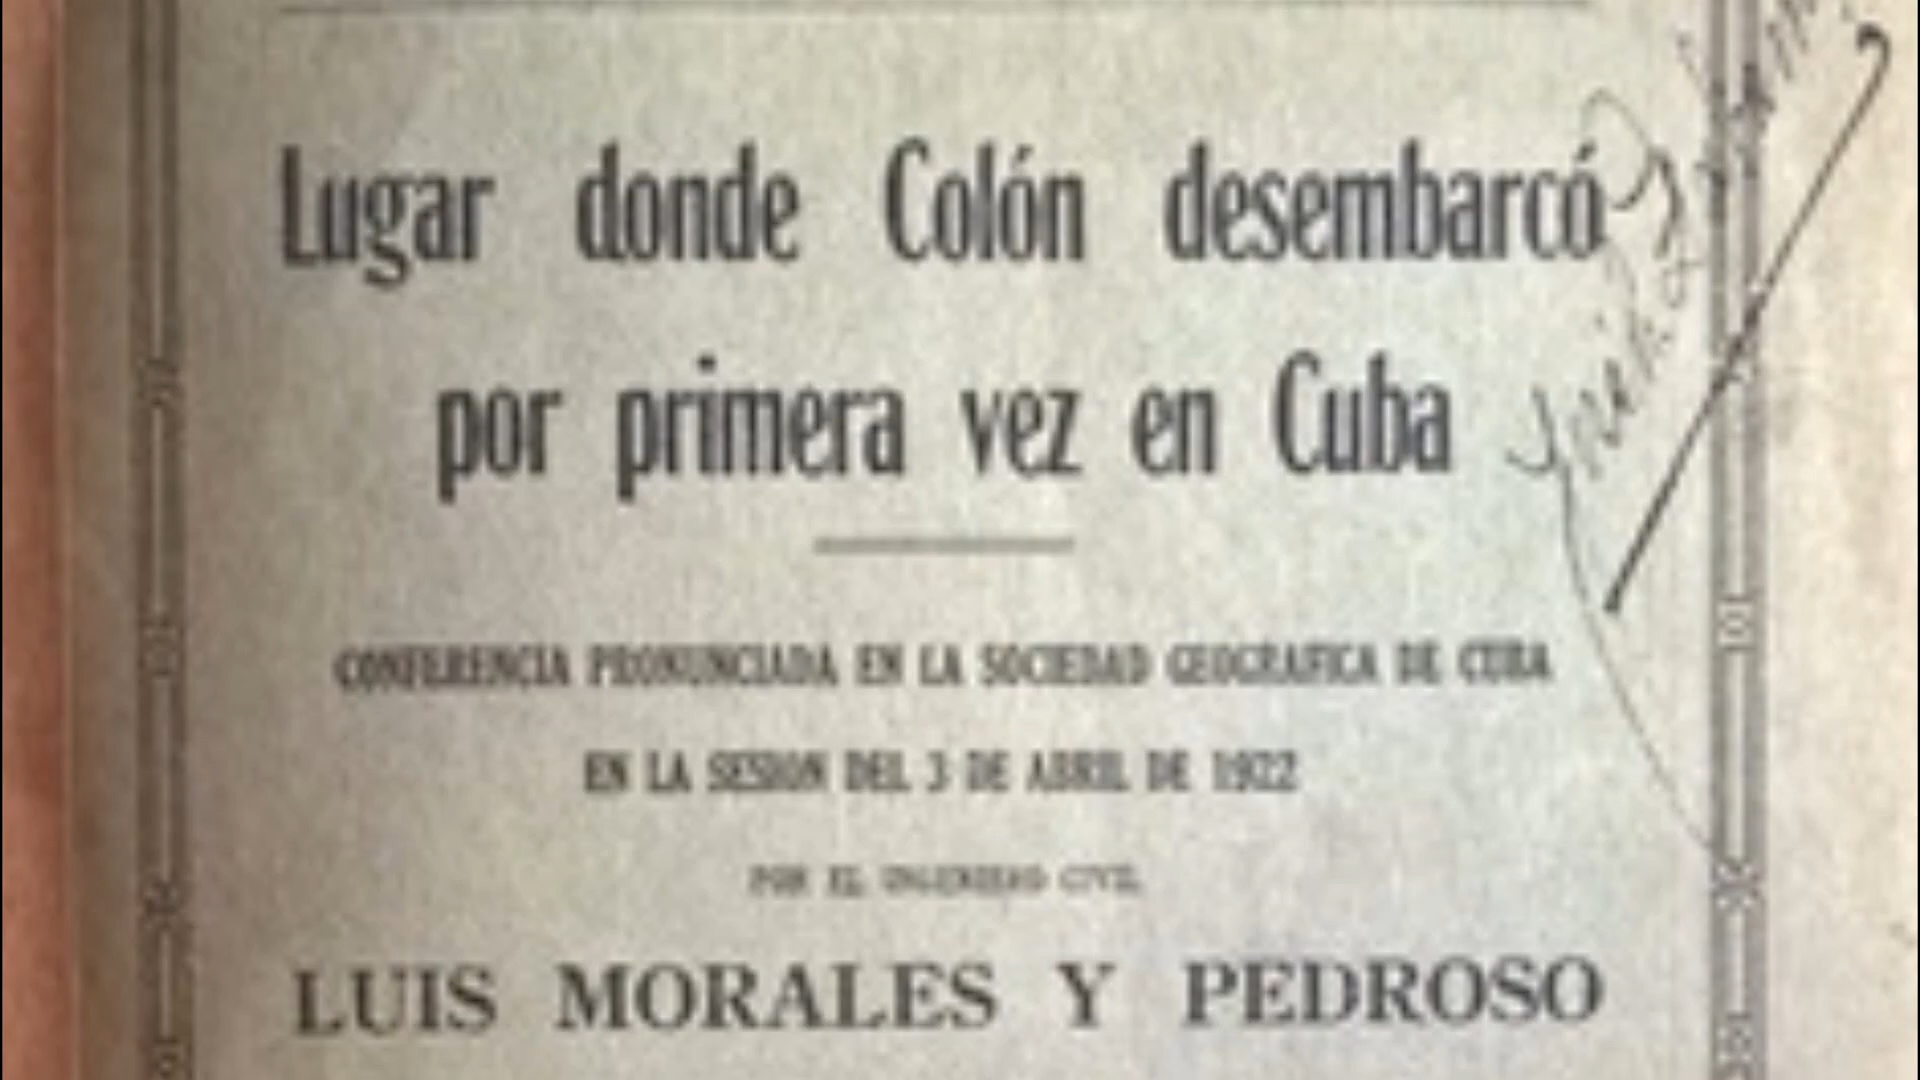 Lugar donde Colón desembarcó
por primera vez en Cuba
CONFERENCIA PRONUNCIADA EN LA SOCIEDAD GEOGRAFICA DE CUBA
EN LA SESION DEL 3 DE ABRIL DE 1922
POR EL INGENIERO CIVIL
LUIS MORALES Y PEDROSO